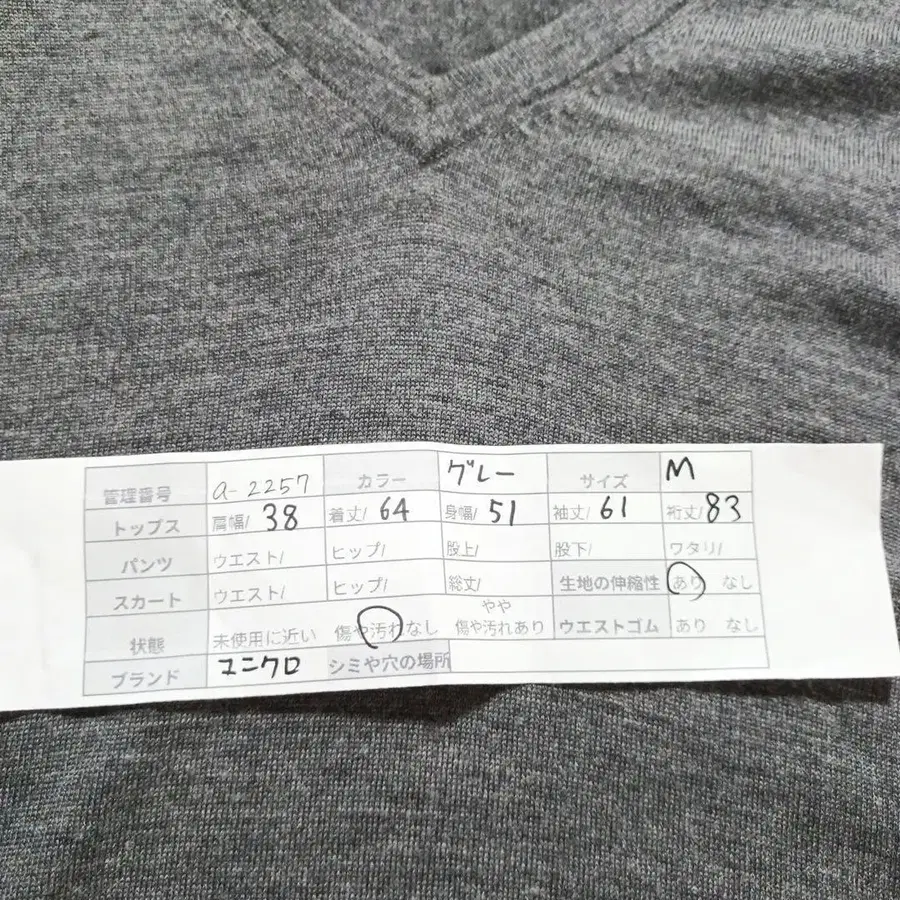 管理番号 a-2257 カラー グレー サイズ M
トップス 肩幅/ 38 着丈/ 64 身幅/ 51 袖丈/ 61 裄丈/ 83
パンツ ウエスト/ ヒップ/ 股上/ 股下/ ワタリ/
スカート ウエスト/ ヒップ/ 総丈/ 生地の伸縮性 あり なし
状態 未使用に近い 傷や汚れなし やや傷や汚れあり ウエストゴム あり なし
ブランド ユニクロ シミや穴の場所